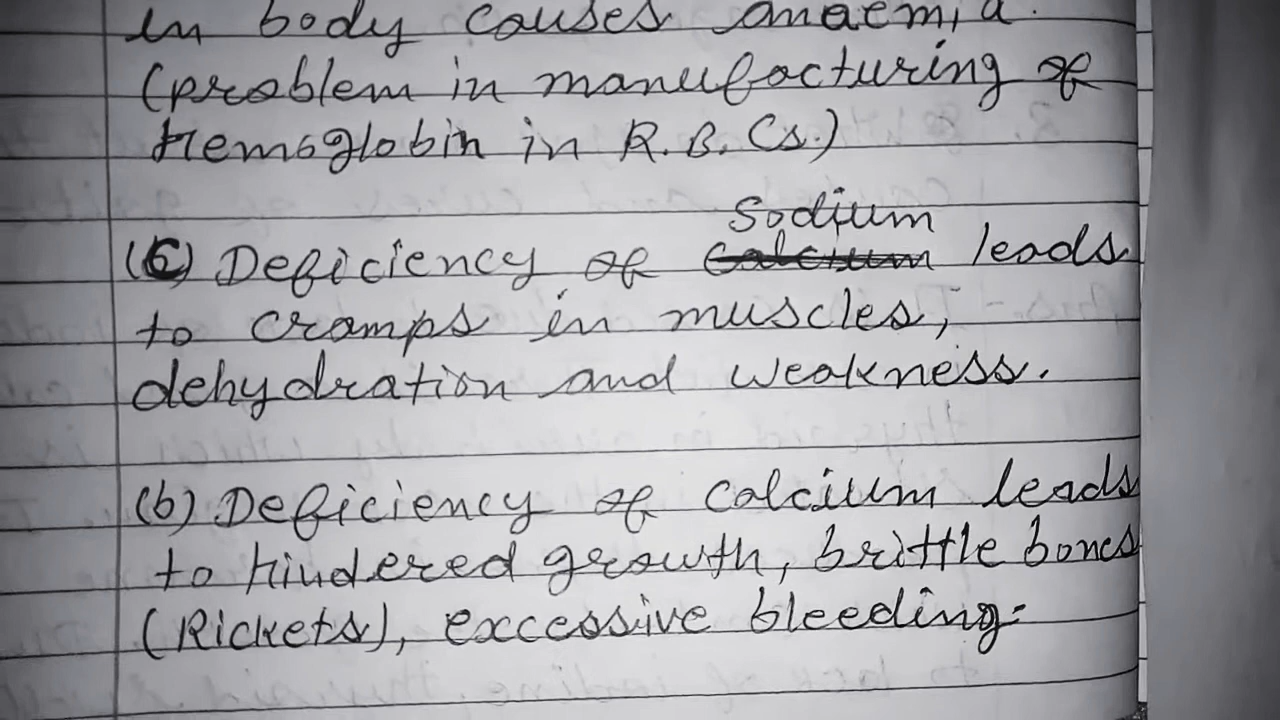 in body causes anaemia.
(problem in manufacturing of
Hemoglobin in R.B.Cs.)
Sodium
(c) Deficiency of Calcium leads
to cramps in muscles,
dehydration and weakness.
(b) Deficiency of Calcium leads
to hindered growth, brittle bones
(Rickets), excessive bleeding.